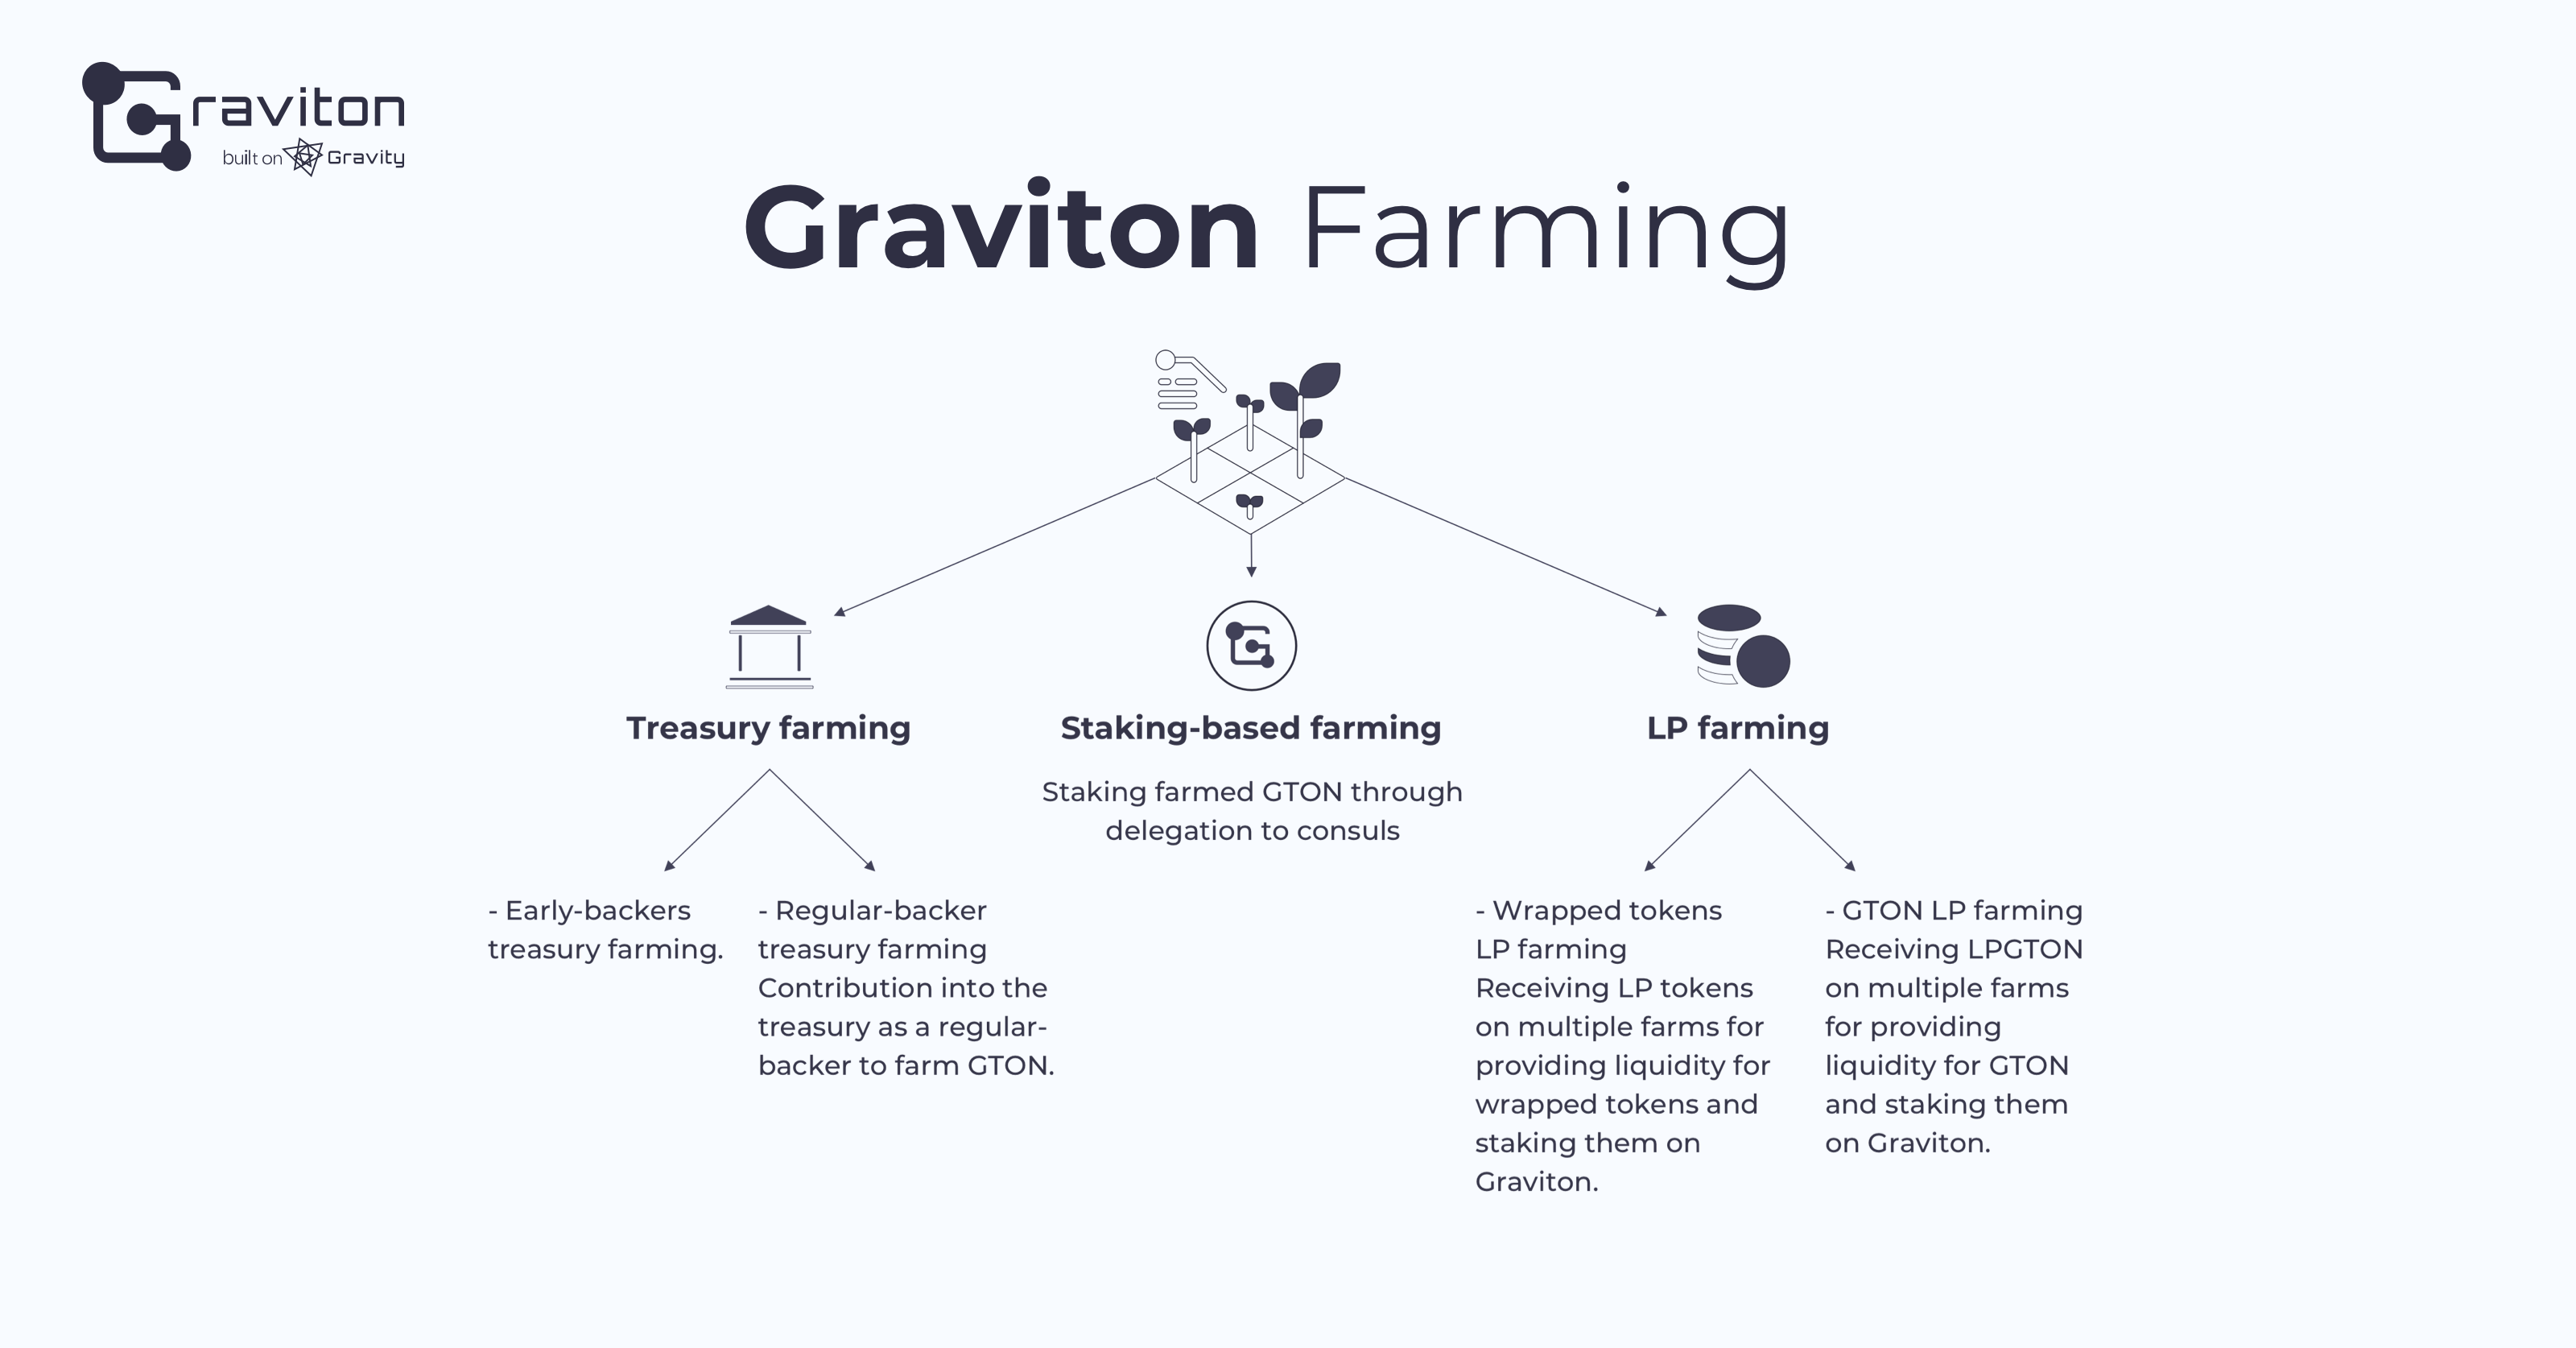 Graviton
built on Gravity
Graviton Farming
Treasury farming
- Early-backers
treasury farming.
- Regular-backer
treasury farming
Contribution into the
treasury as a regular-
backer to farm GTON.
Staking-based farming
Staking farmed GTON through
delegation to consuls
LP farming
- Wrapped tokens
LP farming
Receiving LP tokens
on multiple farms for
providing liquidity for
wrapped tokens and
staking them on
Graviton.
- GTON LP farming
Receiving LPGTON
on multiple farms
for providing
liquidity for GTON
and staking them
on Graviton.